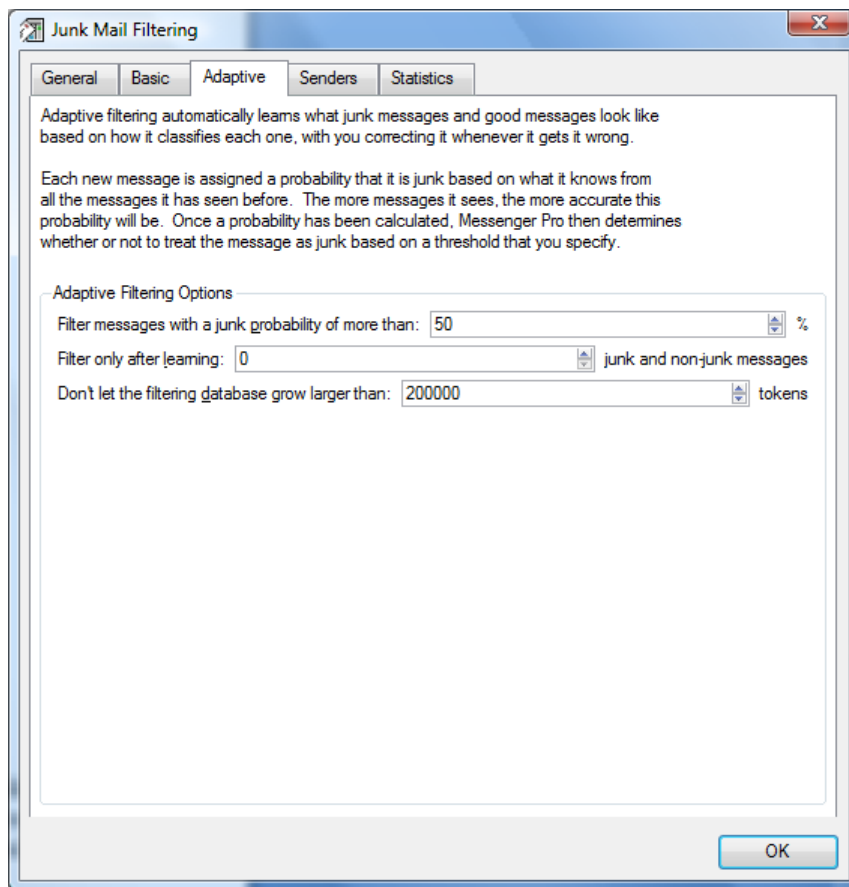 Junk Mail Filtering
General Basic Adaptive Senders Statistics
Adaptive filtering automatically learns what junk messages and good messages look like
based on how it classifies each one, with you correcting it whenever it gets it wrong.
Each new message is assigned a probability that it is junk based on what it knows from
all the messages it has seen before.  The more messages it sees, the more accurate this
probability will be.  Once a probability has been calculated, Messenger Pro then determines
whether or not to treat the message as junk based on a threshold that you specify.
Adaptive Filtering Options
Filter messages with a junk probability of more than: 50 %
Filter only after learning: 0 junk and non-junk messages
Don't let the filtering database grow larger than: 200000 tokens
OK